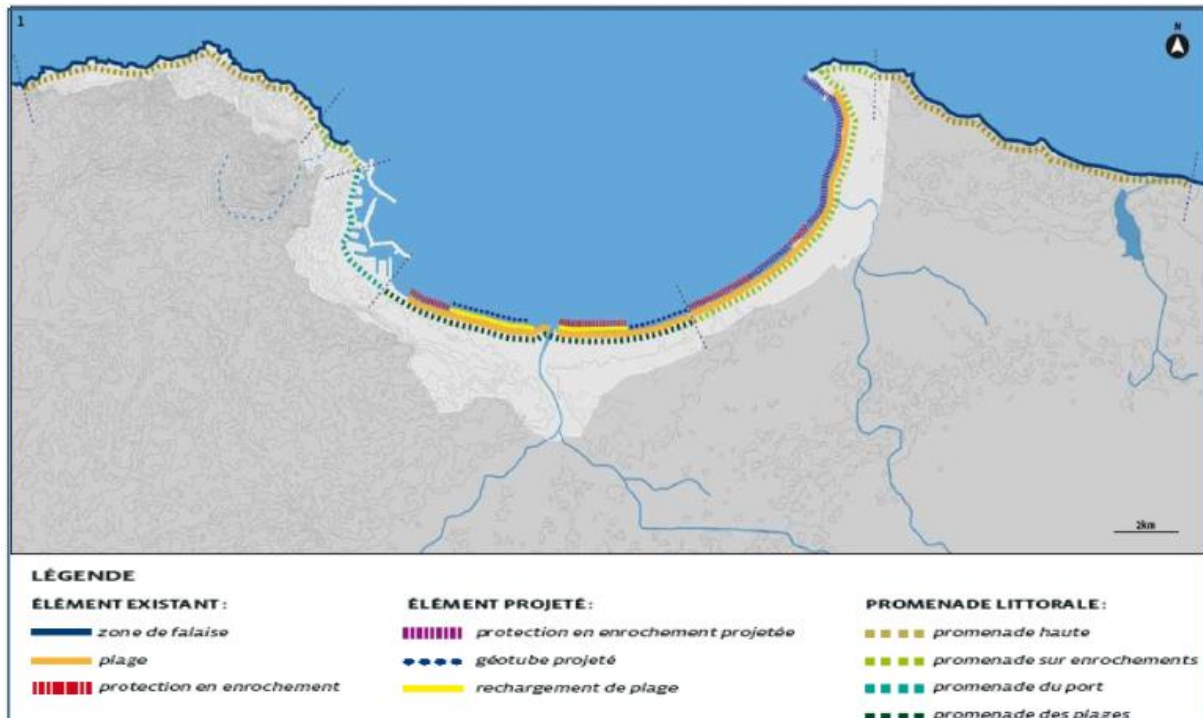 1
N
2km
LÉGENDE
ÉLÉMENT EXISTANT :
zone de falaise
plage
protection en enrochement
ÉLÉMENT PROJETÉ :
protection en enrochement projetée
géotube projeté
rechargement de plage
PROMENADE LITTORALE :
promenade haute
promenade sur enrochements
promenade du port
promenade des plages